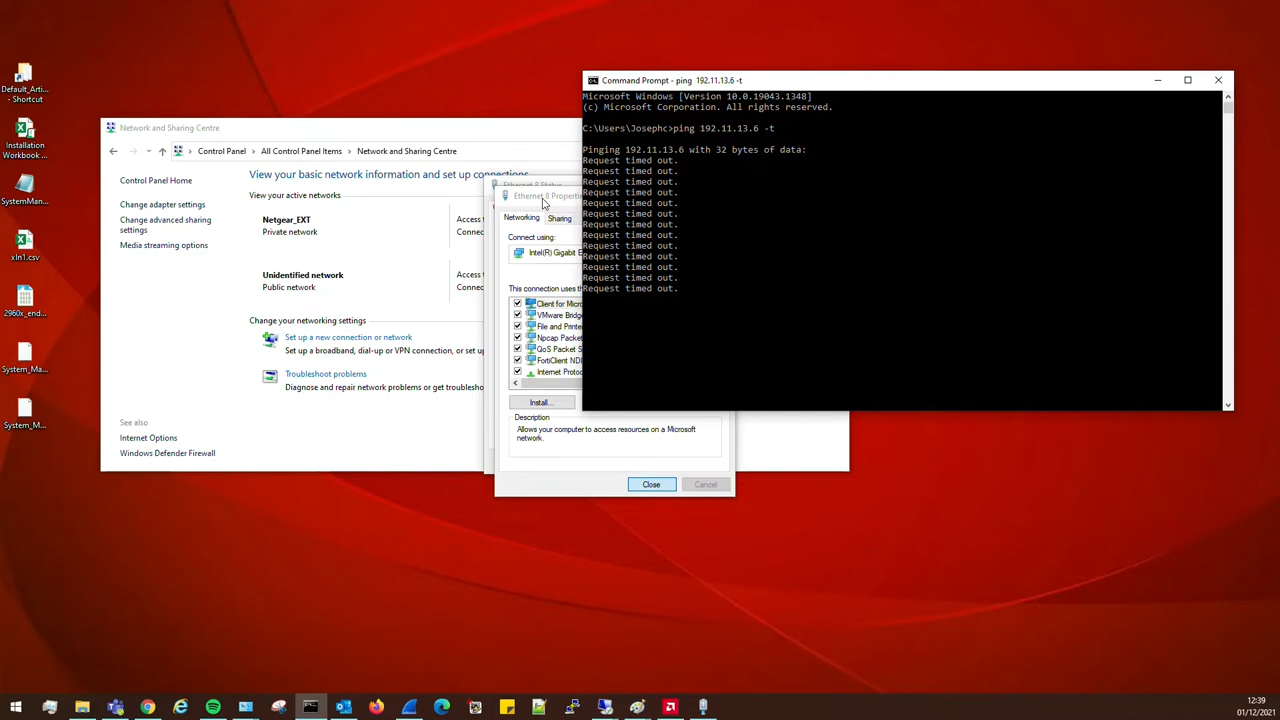 Default_Arti...
- Shortcut
Installation
Workbook ...
SystemMan...
xIn1.csv
2960x_end...
System_Ma...
System_M...
Network and Sharing Centre
Control Panel > All Control Panel Items > Network and Sharing Centre
Control Panel Home
Change adapter settings
Change advanced sharing
settings
Media streaming options
See also
Internet Options
Windows Defender Firewall
View your basic network information and set up connections
View your active networks
Netgear_EXT
Private network
Access t
Unidentified network
Public network
Access t
Change your networking settings
Set up a new connection or network
Set up a broadband, dial-up or VPN connection, or set up
Troubleshoot problems
Diagnose and repair network problems or get troublesho
Ethernet 8 Status
Ethernet 8 Properti
Networking
Sharing
Connect using:
Intel(R) Gigabit E
This connection uses th
Client for Micro
VMware Bridge
File and Printe
Npcap Packet
QoS Packet S
FortiClient NDI
Internet Protoc
Install...
Description
Allows your computer to access resources on a Microsoft
network.
Close
Cancel
Command Prompt - ping 192.11.13.6 -t
Microsoft Windows [Version 10.0.19043.1348]
(c) Microsoft Corporation. All rights reserved.
C:\Users\Josephc>ping 192.11.13.6 -t
Pinging 192.11.13.6 with 32 bytes of data:
Request timed out.
Request timed out.
Request timed out.
Request timed out.
Request timed out.
Request timed out.
Request timed out.
Request timed out.
Request timed out.
Request timed out.
Request timed out.
Request timed out.
Request timed out.
12:39
01/12/2021